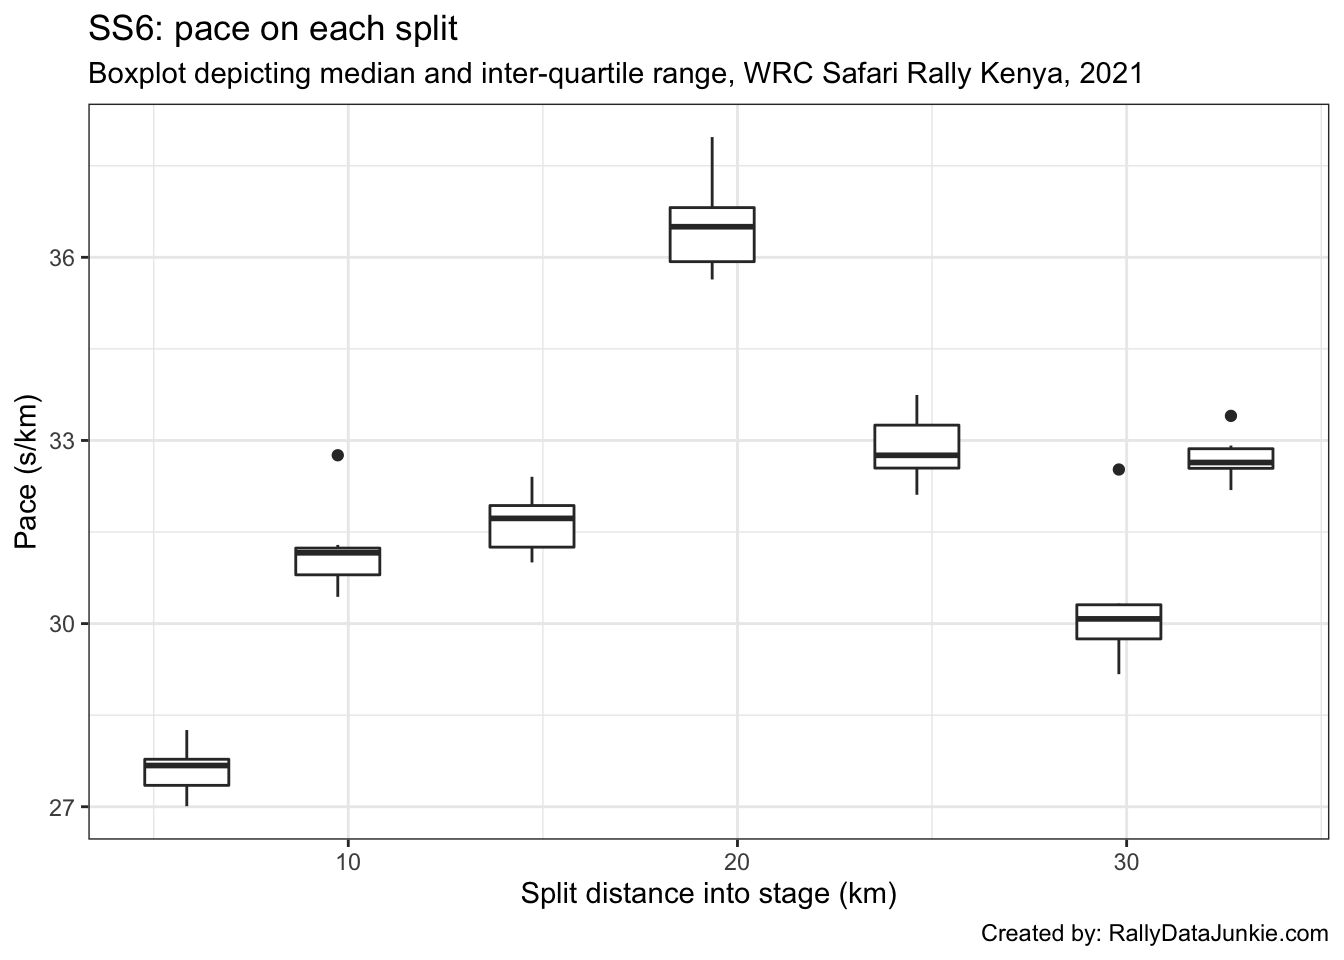 SS6: pace on each split
Boxplot depicting median and inter-quartile range, WRC Safari Rally Kenya, 2021
Pace (s/km)
36
33
30
27
10
20
30
Split distance into stage (km)
Created by: RallyDataJunkie.com